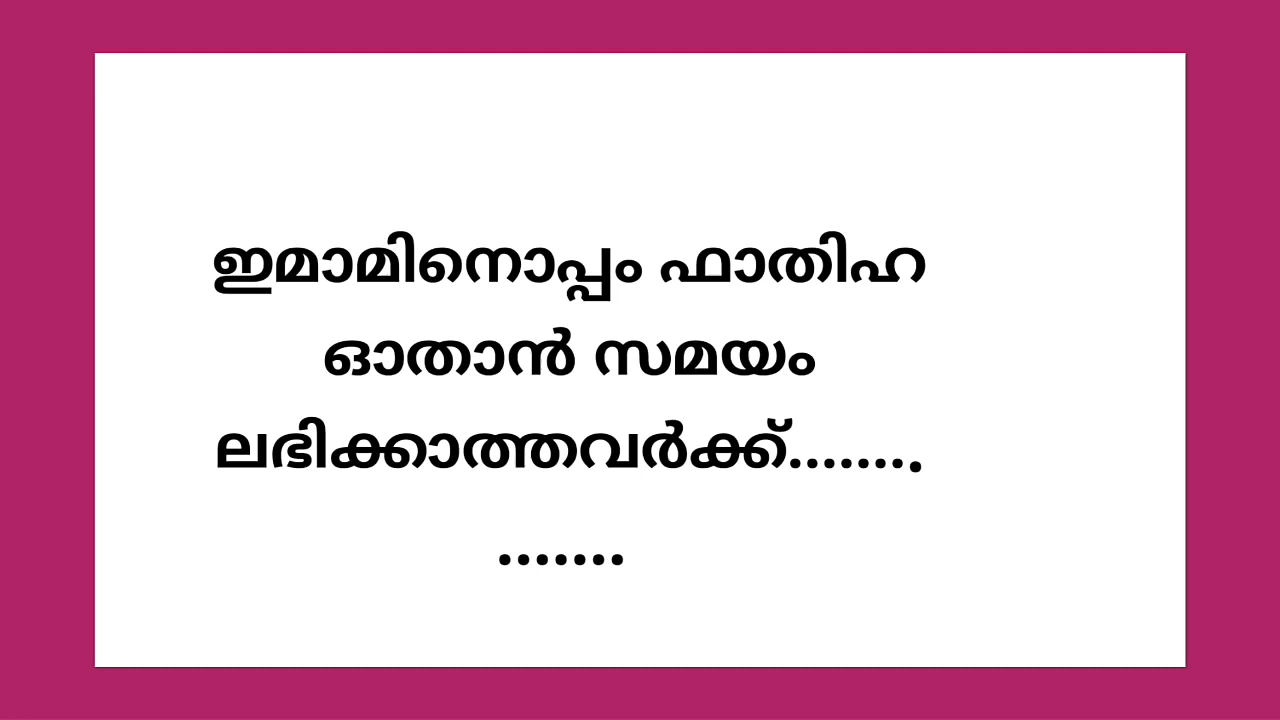 ഇമാമിനൊപ്പം ഫാതിഹ
ഓതാൻ സമയം
ലഭിക്കാത്തവർക്ക്........
.......